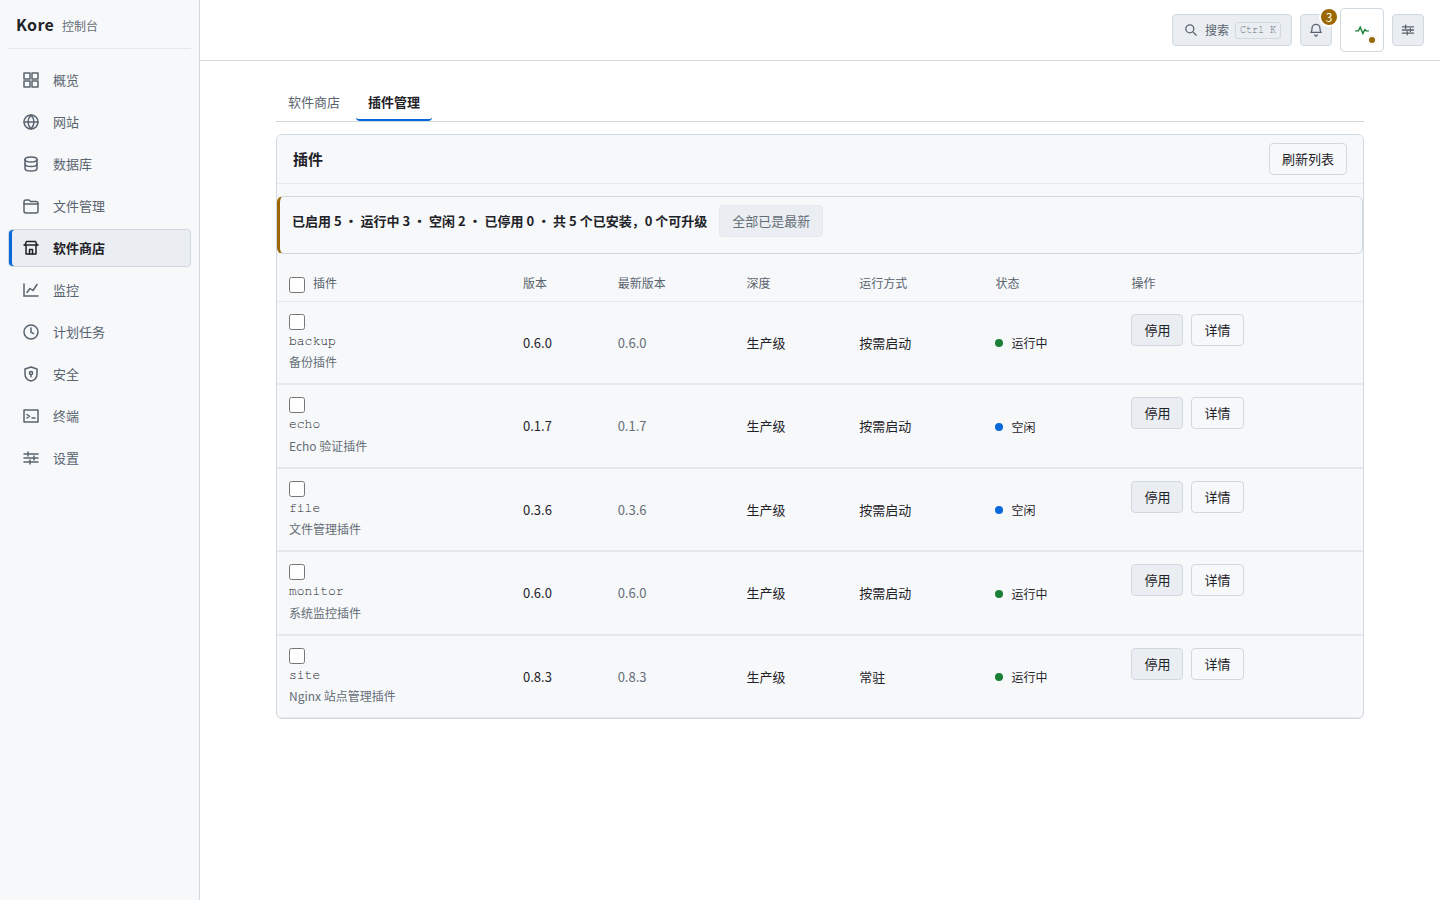 Kore 控制台
搜索 Ctrl K
3
概览
网站
数据库
文件管理
软件商店
监控
计划任务
安全
终端
设置
软件商店 插件管理
插件 刷新列表
已启用 5 · 运行中 3 · 空闲 2 · 已停用 0 · 共 5 个已安装，0 个可升级 全部已是最新
插件 版本 最新版本 深度 运行方式 状态 操作
backup
备份插件
0.6.0 0.6.0 生产级 按需启动 运行中 停用 详情
echo
Echo 验证插件
0.1.7 0.1.7 生产级 按需启动 空闲 停用 详情
file
文件管理插件
0.3.6 0.3.6 生产级 按需启动 空闲 停用 详情
monitor
系统监控插件
0.6.0 0.6.0 生产级 按需启动 运行中 停用 详情
site
Nginx 站点管理插件
0.8.3 0.8.3 生产级 常驻 运行中 停用 详情